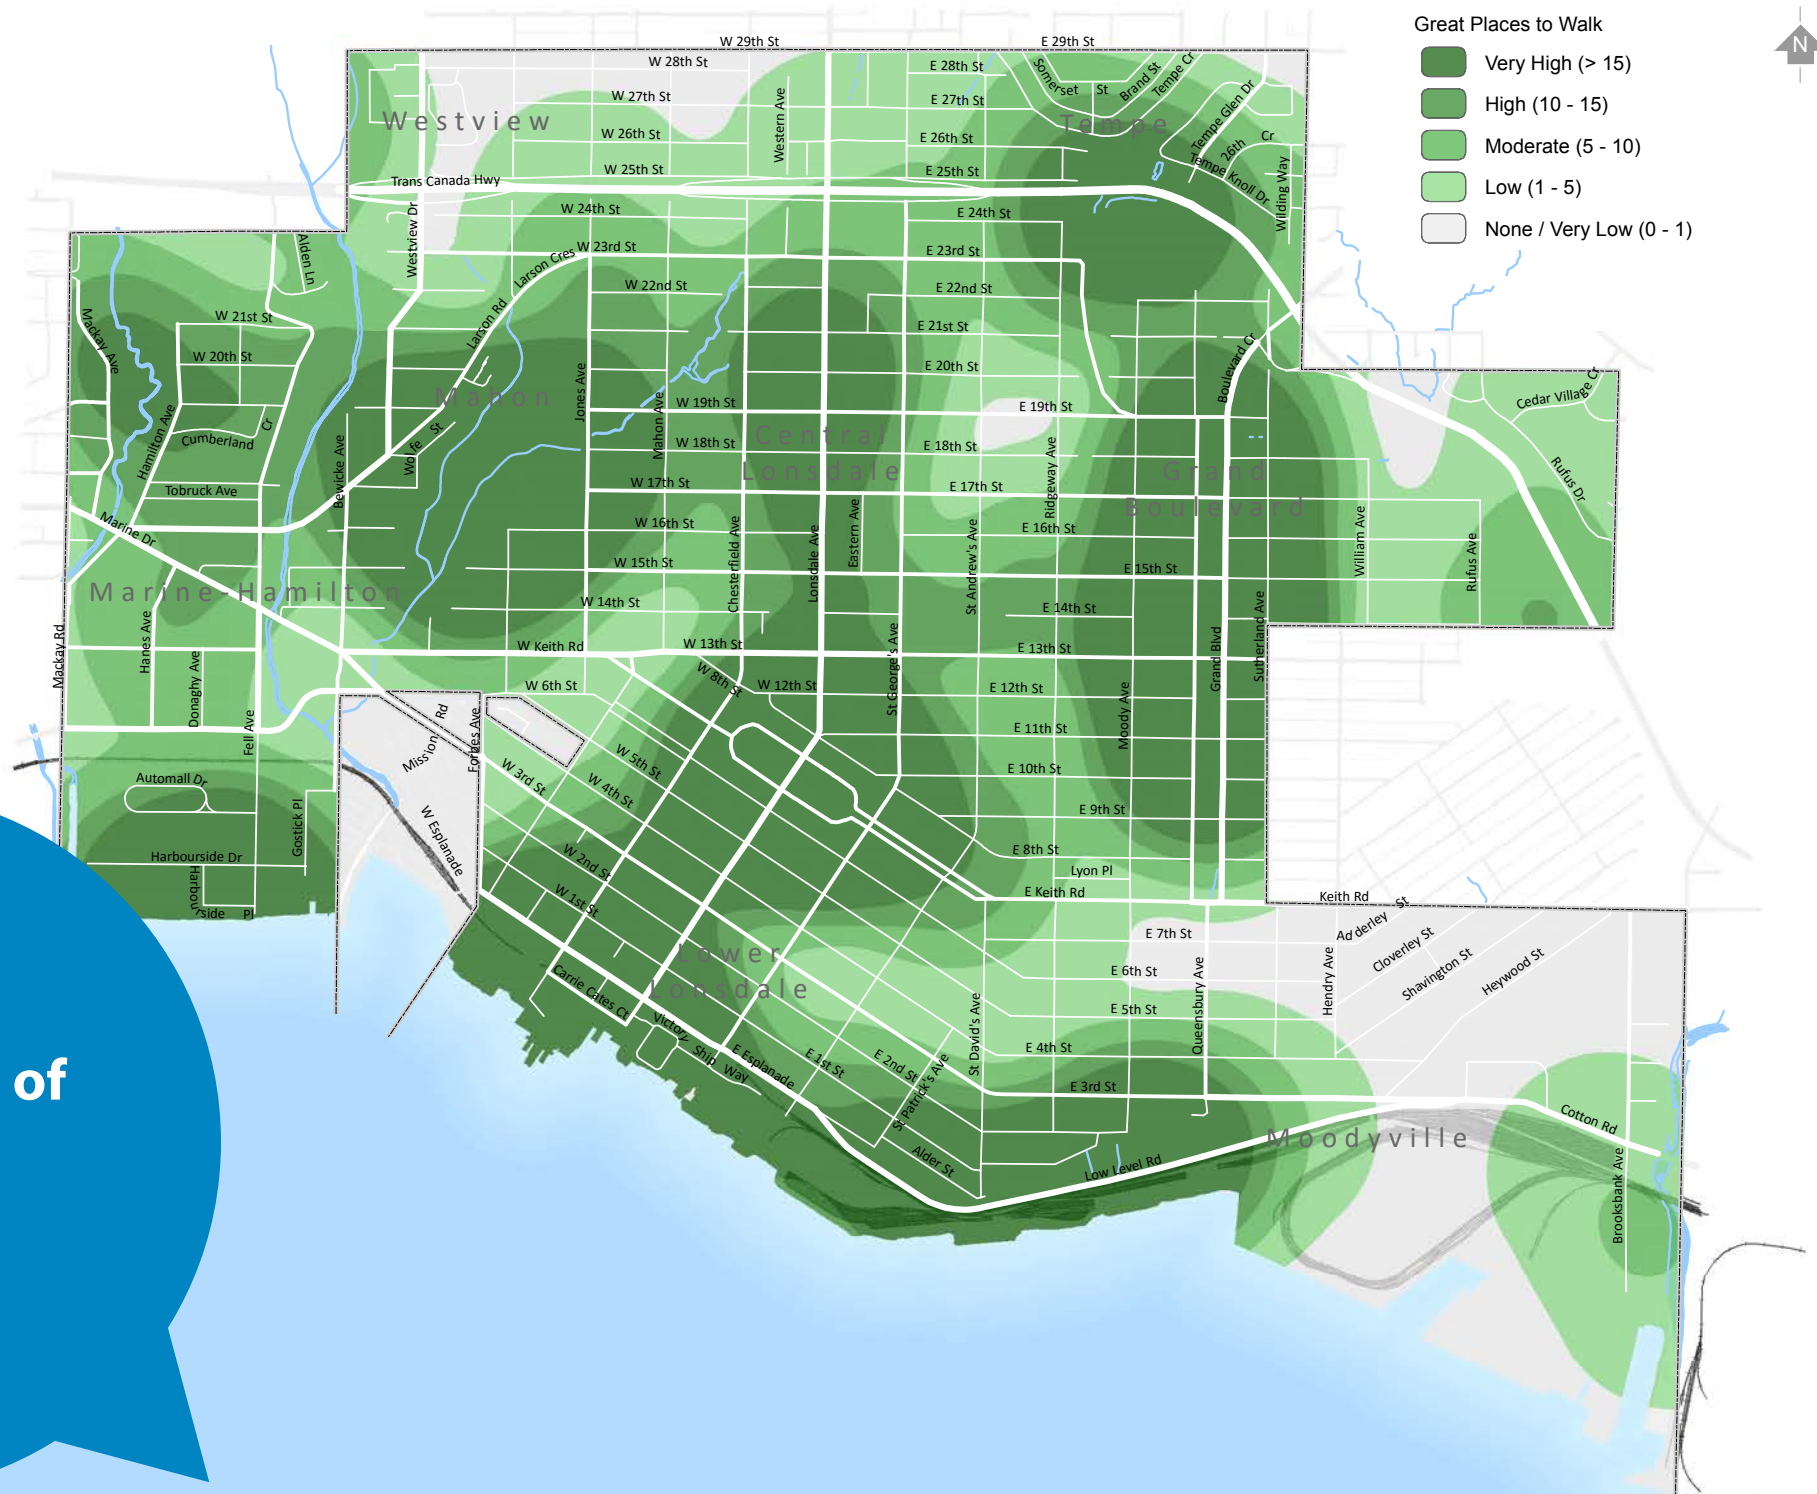 Great Places to Walk
Very High (> 15)
High (10 - 15)
Moderate (5 - 10)
Low (1 - 5)
None / Very Low (0 - 1)
N
W 29th St
E 29th St
W 28th St
E 28th St
Somerset St
Brand St
Tempe Cr
W 27th St
Western Ave
E 27th St
Tempe Glen Dr
Westview
Tempe
W 26th St
E 26th St
26th Cr
W 25th St
E 25th St
Tempe Knoll Dr
Wilding Way
Trans Canada Hwy
W 24th St
E 24th St
Westview Dr
Alden Ln
W 23rd St
E 23rd St
Larson Cres
W 22nd St
E 22nd St
Mackay Ave
W 21st St
Larson Rd
E 21st St
W 20th St
E 20th St
Boulevard Cr
Jones Ave
Mahon
Cedar Village Cr
W 19th St
E 19th St
Hamilton Ave
Cumberland Cr
Bewicke Ave
Wolfe St
Mahon Ave
W 18th St
Central
Lonsdale
E 18th St
Ridgeway Ave
Grand
Boulevard
Rufus Dr
Tobruck Ave
W 17th St
E 17th St
Marine Dr
W 16th St
Chesterfield Ave
Lonsdale Ave
Eastern Ave
St Andrew's Ave
E 16th St
William Ave
Rufus Ave
W 15th St
E 15th St
Marine-Hamilton
W 14th St
E 14th St
Sutherland Ave
Mackay Rd
Hanes Ave
Donaghy Ave
W Keith Rd
W 13th St
St George's Ave
E 13th St
Grand Blvd
W 6th St
W 8th St
W 12th St
E 12th St
Moody Ave
Fell Ave
Mission Rd
Forbes Ave
E 11th St
W 5th St
W 3rd St
W 4th St
E 10th St
Automall Dr
Gostick Pl
W Esplanade
E 9th St
Harbourside Dr
W 2nd St
E 8th St
Lyon Pl
Harbourside Pl
W 1st St
E Keith Rd
Keith Rd
Adderley St
E 7th St
Cloverley St
Lower
Lonsdale
E 6th St
Queensbury Ave
Hendry Ave
Shavington St
Heywood St
Carrie Cates Ct
St David's Ave
E 5th St
Victory Ship Way
E Esplanade
E 1st St
E 2nd St
St Patrick's Ave
E 4th St
E 3rd St
of
Moodyville
Cotton Rd
Alder St
Low Level Rd
Brooksbank Ave